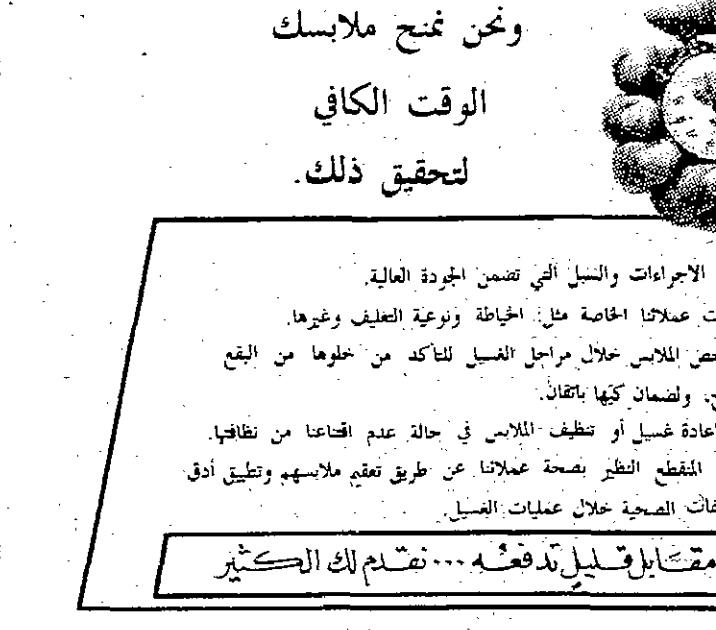 ونحن نمنح ملابسك
الوقت الكافي
لتحقيق ذلك.
الاجراءات والسبل التي تضمن الجودة العالية.
عملائنا الخاصة مثل: الخياطة ونوعية التغليف وغيرها.
الملابس خلال مراحل الغسيل للتأكد من خلوها من البقع
ولضمان كيّها باتقان.
عادة غسيل أو تنظيف الملابس في حالة عدم اقتناعنا من نظافتها.
المنقطع النظير بصحة عملائنا عن طريق تعقيم ملابسهم وتطبيق أدق
الصحية خلال عمليات الغسيل.
مقابل قليل تدفعه ... نقدم لك الكثير